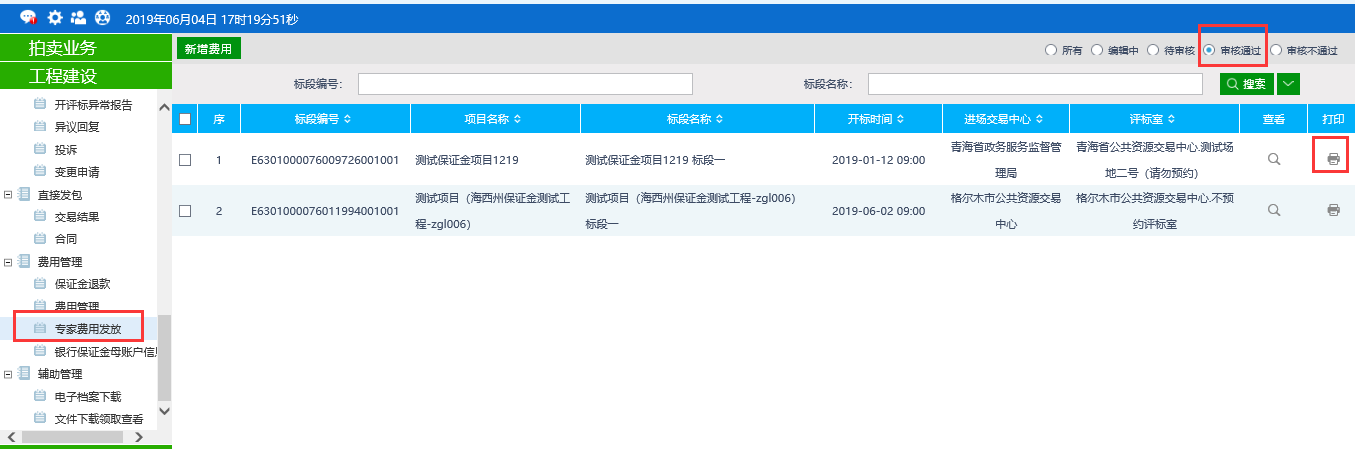 2019年06月04日 17时19分51秒
拍卖业务
工程建设
开评标异常报告
异议回复
投诉
变更申请
直接发包
交易结果
合同
费用管理
保证金退款
费用管理
专家费用发放
银行保证金母账户信息
辅助管理
电子档案下载
文件下载领取查看
新增费用
所有 编辑中 待审核 审核通过 审核不通过
标段编号： 标段名称： 搜索
序 标段编号 项目名称 标段名称 开标时间 进场交易中心 评标室 查看 打印
1 E6301000076009726001001 测试保证金项目1219 测试保证金项目1219 标段一 2019-01-12 09:00 青海省政务服务监督管 青海省公共资源交易中心.测试场
理局 地二号（请勿预约）
2 E6301000076011994001001 测试项目（海西州保证金测试工 测试项目（海西州保证金测试工程-zgl006） 2019-06-02 09:00 格尔木市公共资源交易 格尔木市公共资源交易中心.不预
程-zgl006） 标段一 中心 约评标室